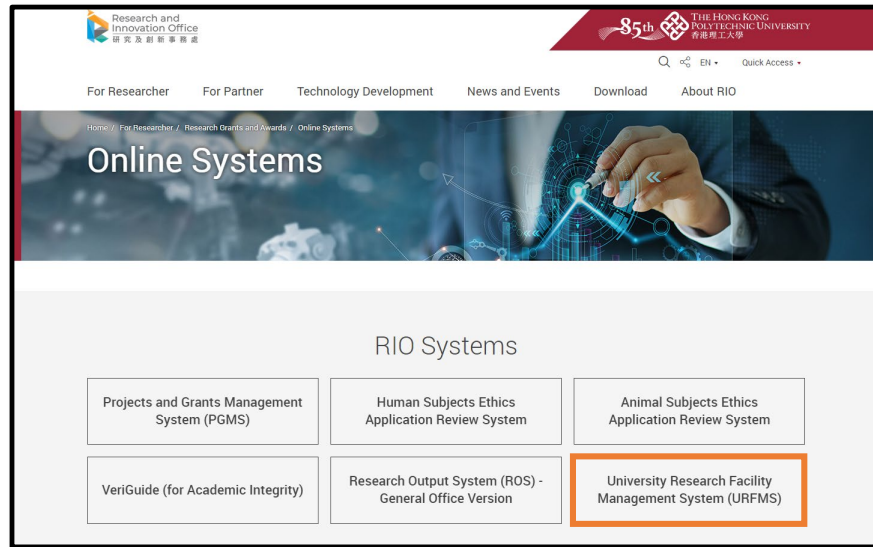 Research and
Innovation Office
研究及創新事務處
85th
THE HONG KONG
POLYTECHNIC UNIVERSITY
香港理工大學
EN
Quick Access
For Researcher For Partner Technology Development News and Events Download About RIO
Home / For Researcher / Research Grants and Awards / Online Systems
Online Systems
RIO Systems
Projects and Grants Management
System (PGMS)
Human Subjects Ethics
Application Review System
Animal Subjects Ethics
Application Review System
VeriGuide (for Academic Integrity)
Research Output System (ROS) -
General Office Version
University Research Facility
Management System (URFMS)